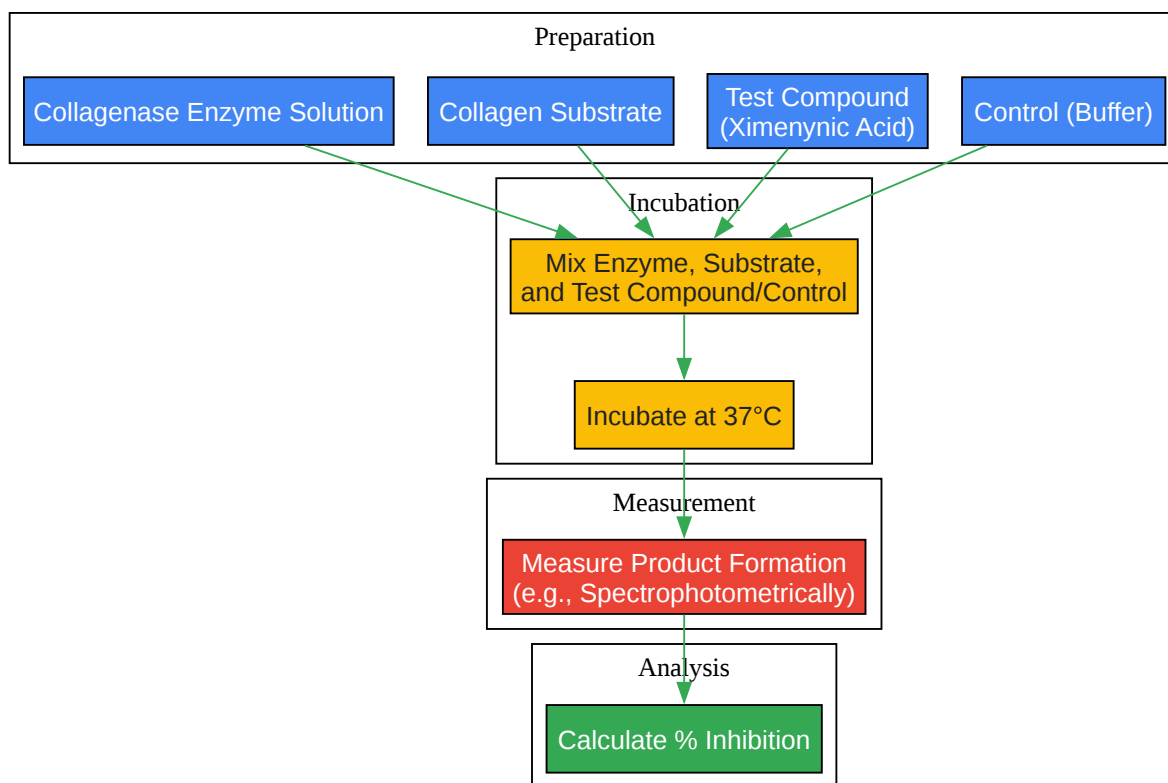 Preparation
Collagenase Enzyme Solution
Collagen Substrate
Test Compound
(Ximenynic Acid)
Control (Buffer)
Incubation
Mix Enzyme, Substrate,
and Test Compound/Control
Incubate at 37°C
Measurement
Measure Product Formation
(e.g., Spectrophotometrically)
Analysis
Calculate % Inhibition